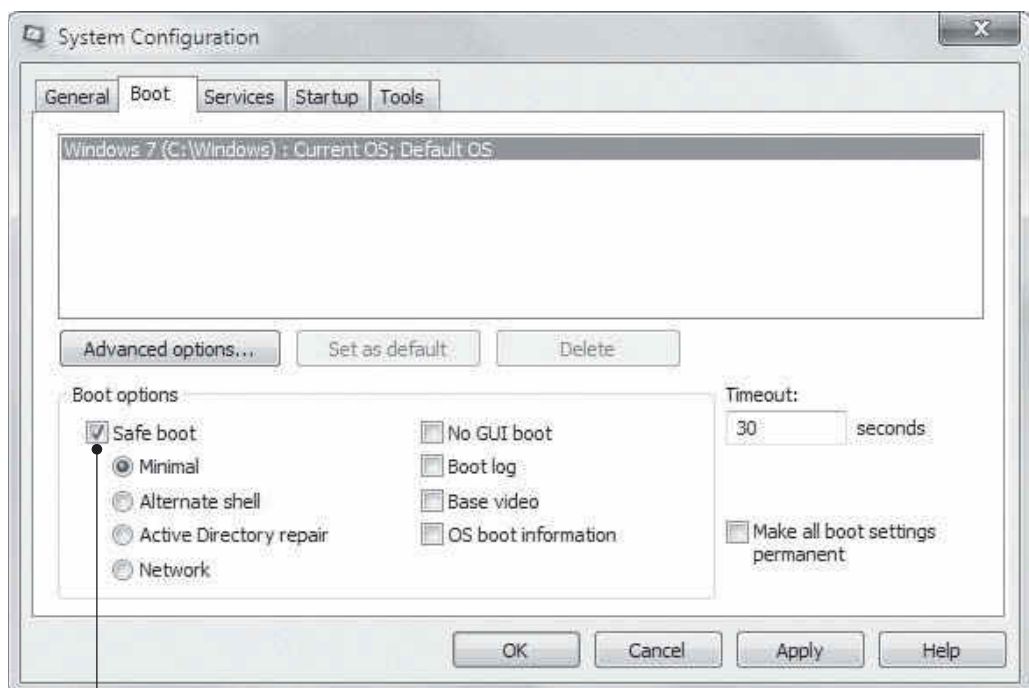 System Configuration
X
General Boot Services Startup Tools
Windows 7 (C:\Windows) : Current OS; Default OS
Advanced options... Set as default Delete
Boot options
Safe boot
Minimal
Alternate shell
Active Directory repair
Network
No GUI boot
Boot log
Base video
OS boot information
Timeout:
30 seconds
Make all boot settings
permanent
OK Cancel Apply Help